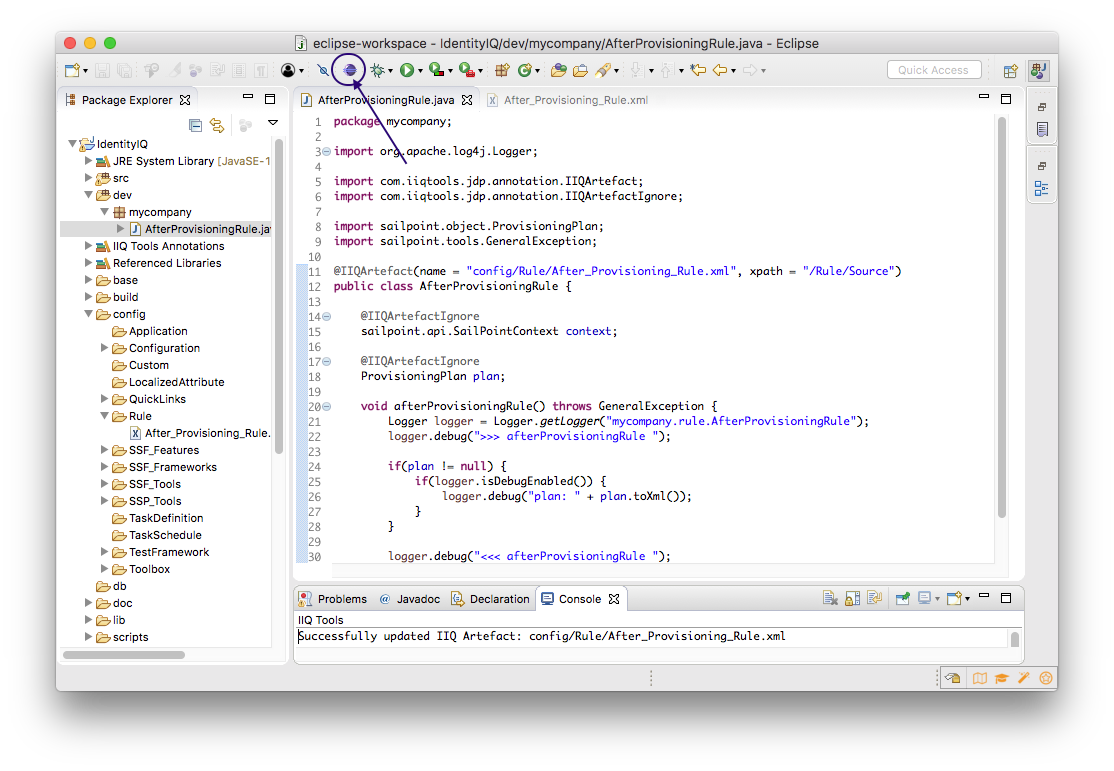 eclipse-workspace - IdentityIQ/dev/mycompany/AfterProvisioningRule.java - Eclipse
Quick Access
Package Explorer
IdentityIQ
JRE System Library [JavaSE-1
src
dev
mycompany
AfterProvisioningRule.ja
IIQ Tools Annotations
Referenced Libraries
base
build
config
Application
Configuration
Custom
LocalizedAttribute
QuickLinks
Rule
After_Provisioning_Rule.
SSF_Features
SSF_Frameworks
SSF_Tools
SSP_Tools
TaskDefinition
TaskSchedule
TestFramework
Toolbox
db
doc
lib
scripts
AfterProvisioningRule.java
After_Provisioning_Rule.xml
1 package mycompany;
2
3 import org.apache.log4j.Logger;
4
5 import com.iiqtools.jdp.annotation.IIQArtefact;
6 import com.iiqtools.jdp.annotation.IIQArtefactIgnore;
7
8 import sailpoint.object.ProvisioningPlan;
9 import sailpoint.tools.GeneralException;
10
11 @IIQArtefact(name = "config/Rule/After_Provisioning_Rule.xml", xpath = "/Rule/Source")
12 public class AfterProvisioningRule {
13
14 @IIQArtefactIgnore
15 sailpoint.api.SailPointContext context;
16
17 @IIQArtefactIgnore
18 ProvisioningPlan plan;
19
20 void afterProvisioningRule() throws GeneralException {
21 Logger logger = Logger.getLogger("mycompany.rule.AfterProvisioningRule");
22 logger.debug(">>> afterProvisioningRule ");
23
24 if(plan != null) {
25 if(logger.isDebugEnabled()) {
26 logger.debug("plan: " + plan.toXml());
27 }
28 }
29
30 logger.debug("<<< afterProvisioningRule ");
Problems @ Javadoc Declaration Console
IIQ Tools
Successfully updated IIQ Artefact: config/Rule/After_Provisioning_Rule.xml